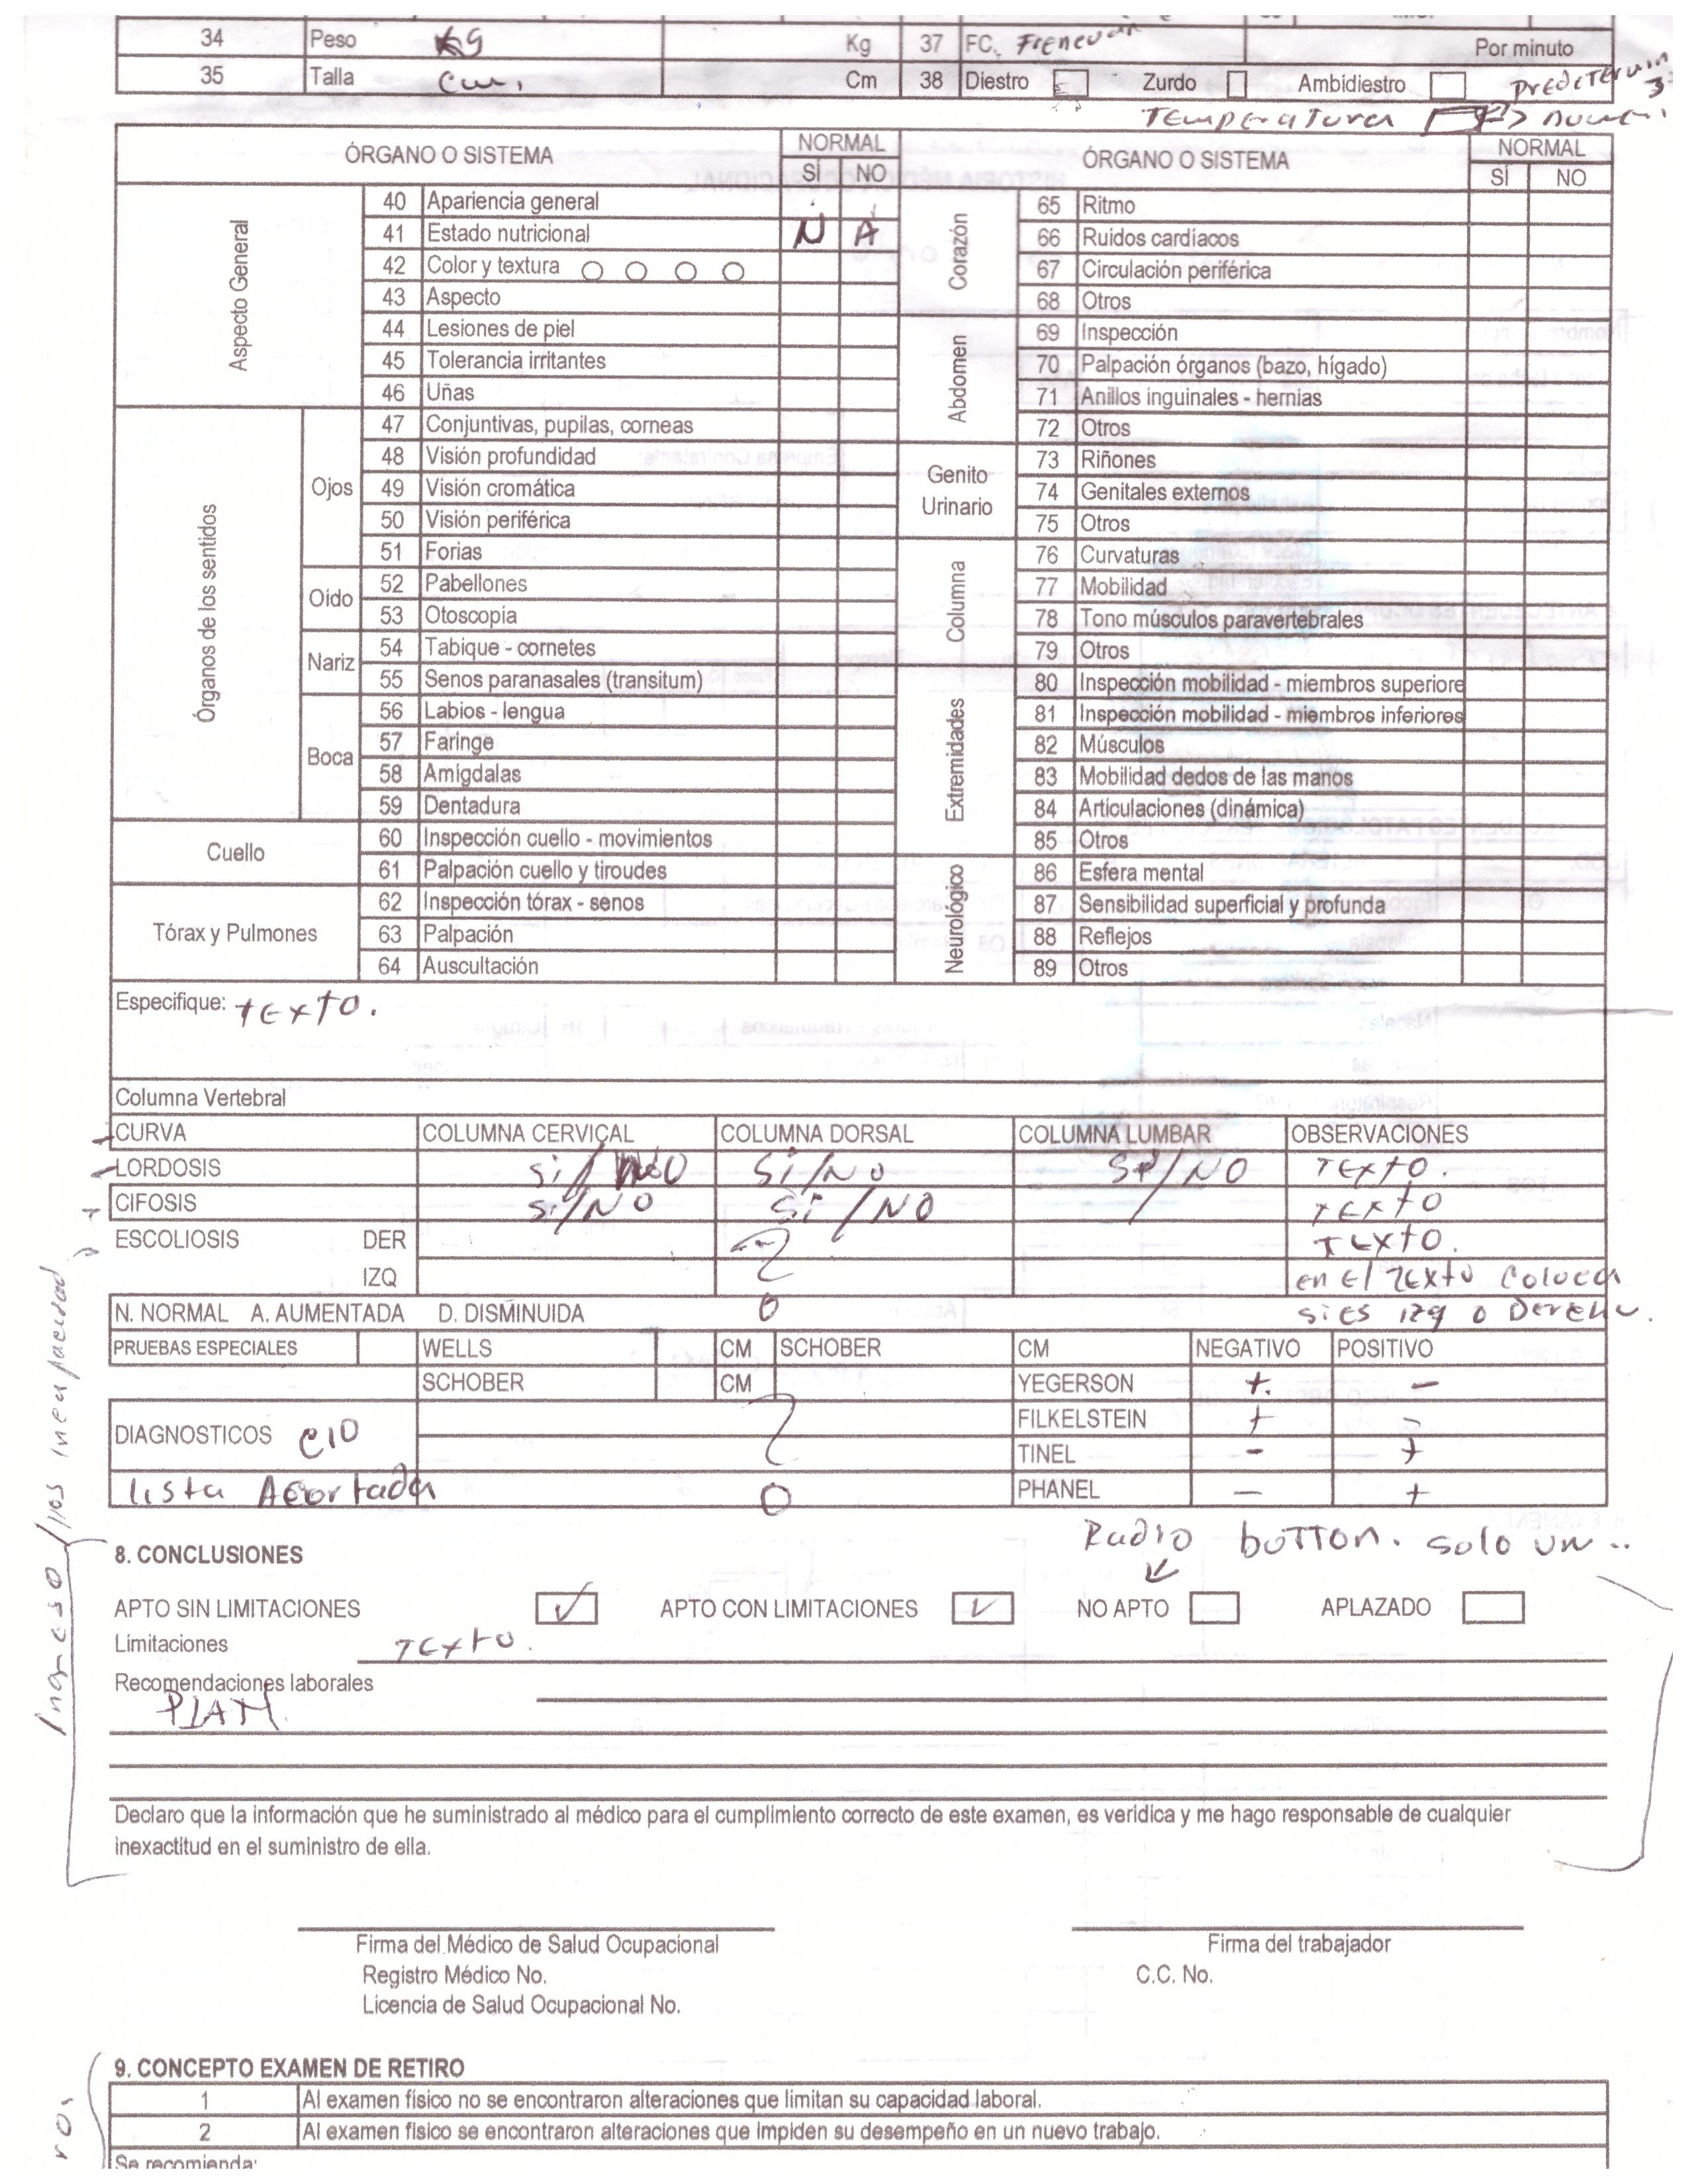 34 Peso Kg Kg 37 FC. Por minuto
35 Talla Cm 38 Diestro Zurdo Ambidiestro
Temperatura
ÓRGANO O SISTEMA NORMAL ÓRGANO O SISTEMA NORMAL
SÍ NO SÍ NO
Aspecto General
40 Apariencia general
41 Estado nutricional N A
42 Color y textura
43 Aspecto
44 Lesiones de piel
45 Tolerancia irritantes
46 Uñas
Órganos de los sentidos
Ojos
47 Conjuntivas, pupilas, corneas
48 Visión profundidad
49 Visión cromática
50 Visión periférica
51 Forias
Oido
52 Pabellones
53 Otoscopia
Nariz
54 Tabique - cornetes
55 Senos paranasales (transitum)
Boca
56 Labios - lengua
57 Faringe
58 Amígdalas
59 Dentadura
Cuello
60 Inspección cuello - movimientos
61 Palpación cuello y tiroudes
Tórax y Pulmones
62 Inspección tórax - senos
63 Palpación
64 Auscultación
Corazón
65 Ritmo
66 Ruidos cardíacos
67 Circulación periférica
68 Otros
Abdomen
69 Inspección
70 Palpación órganos (bazo, hígado)
71 Anillos inguinales - hernias
72 Otros
Genito Urinario
73 Riñones
74 Genitales externos
75 Otros
Columna
76 Curvaturas
77 Mobilidad
78 Tono músculos paravertebrales
79 Otros
Extremidades
80 Inspección mobilidad - miembros superiore
81 Inspección mobilidad - miembros inferiores
82 Músculos
83 Mobilidad dedos de las manos
84 Articulaciones (dinámica)
85 Otros
Neurológico
86 Esfera mental
87 Sensibilidad superficial y profunda
88 Reflejos
89 Otros
Especifique: texto.
Columna Vertebral
CURVA COLUMNA CERVICAL COLUMNA DORSAL COLUMNA LUMBAR OBSERVACIONES
LORDOSIS Si/NO Si/NO Si/NO Texto.
CIFOSIS Si/NO Si/NO / Texto
ESCOLIOSIS DER Texto.
IZQ en el texto coloca
N. NORMAL A. AUMENTADA D. DISMINUIDA si es izq o Derecho.
PRUEBAS ESPECIALES WELLS CM SCHOBER CM NEGATIVO POSITIVO
SCHOBER CM YEGERSON + -
DIAGNOSTICOS C10 FILKELSTEIN + -
TINEL - +
Lista Acortada PHANEL - +
Radio botton. solo un..
8. CONCLUSIONES
APTO SIN LIMITACIONES APTO CON LIMITACIONES NO APTO APLAZADO
Limitaciones Texto.
Recomendaciones laborales
PLAN.
Declaro que la información que he suministrado al médico para el cumplimiento correcto de este examen, es verídica y me hago responsable de cualquier
inexactitud en el suministro de ella.
Firma del Médico de Salud Ocupacional Firma del trabajador
Registro Médico No. C.C. No.
Licencia de Salud Ocupacional No.
9. CONCEPTO EXAMEN DE RETIRO
1 Al examen físico no se encontraron alteraciones que limitan su capacidad laboral.
2 Al examen físico se encontraron alteraciones que impiden su desempeño en un nuevo trabajo.
Se recomienda:
Ingreso / pos incapacidad